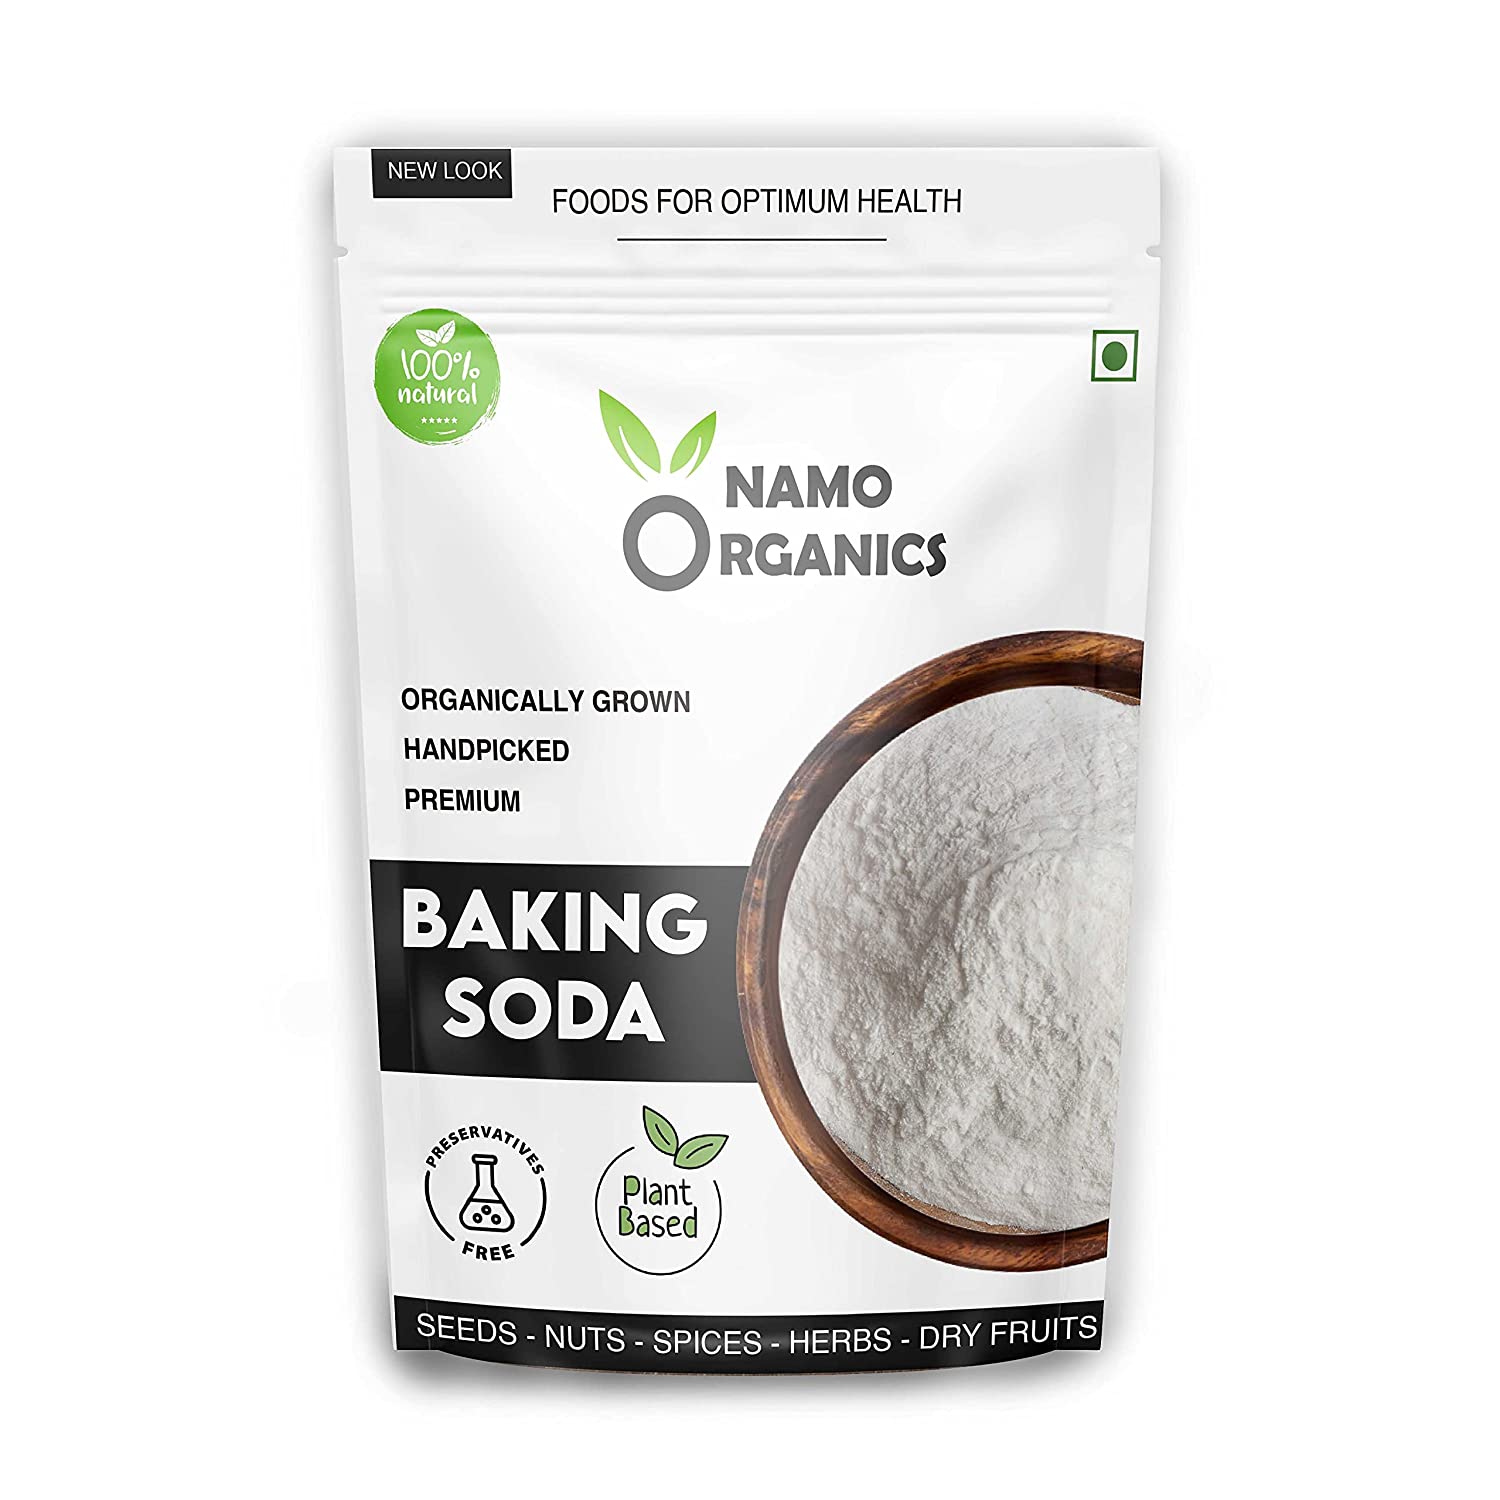 NEW LOOK
FOODS FOR OPTIMUM HEALTH
100%
natural
NAMO
ORGANICS
ORGANICALLY GROWN
HANDPICKED
PREMIUM
BAKING
SODA
PRESERVATIVES
FREE
Plant
Based
SEEDS - NUTS - SPICES - HERBS - DRY FRUITS